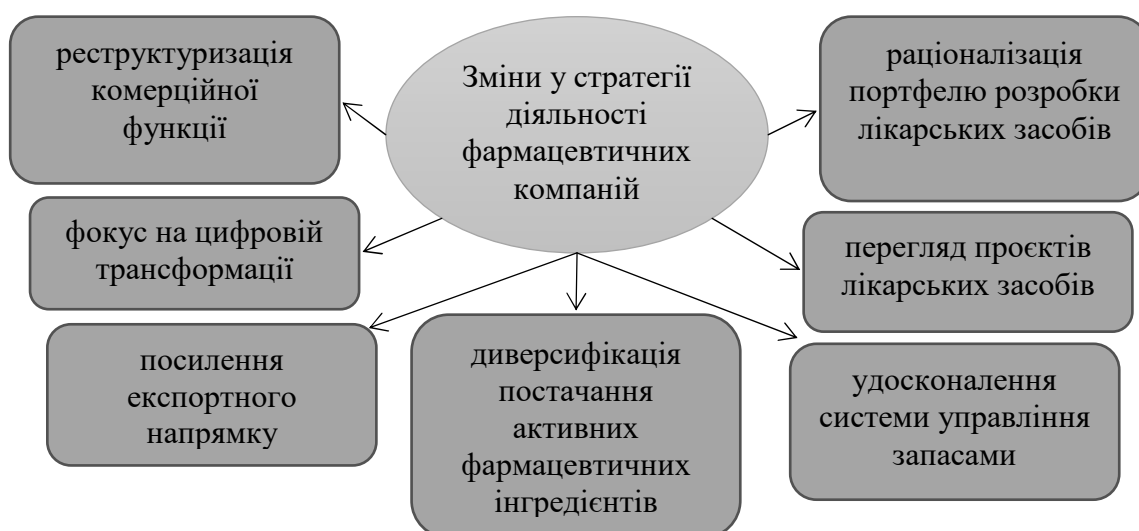 реструктуризація
комерційної
функції
Зміни у стратегії
діяльності
фармацевтичних
компаній
раціоналізація
портфелю розробки
лікарських засобів
фокус на цифровій
трансформації
перегляд проєктів
лікарських засобів
посилення
експортного
напрямку
диверсифікація
постачання
активних
фармацевтичних
інгредієнтів
удосконалення
системи управління
запасами